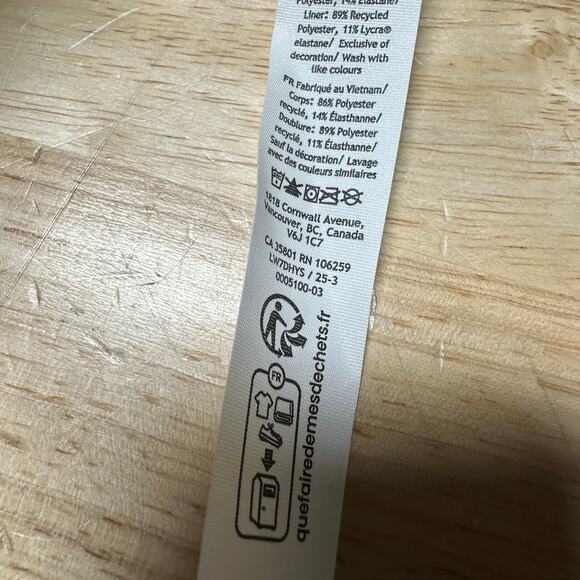 Polyester, 14% Elastane/
Liner: 89% Recycled
Polyester, 11% Lycra®
elastane/ Exclusive of
decoration/ Wash with
like colours
FR Fabriqué au Vietnam/
Corps: 86% Polyester
recyclé, 14% Élasthanne/
Doublure: 89% Polyester
recyclé, 11% Élasthanne/
Sauf la décoration/ Lavage
avec des couleurs similaires
1818 Cornwall Avenue,
Vancouver, BC, Canada
V6J 1C7
CA 35801 RN 106259
LW7DHYS / 25-3
0005100-03
FR
quefairedemesdechets.fr